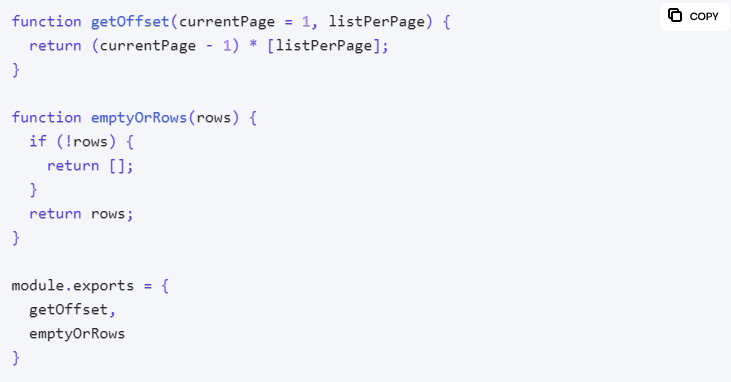 function getOffset(currentPage = 1, listPerPage) {
COPY
  return (currentPage - 1) * [listPerPage];
}
function emptyOrRows(rows) {
  if (!rows) {
    return [];
  }
  return rows;
}
module.exports = {
  getOffset,
  emptyOrRows
}